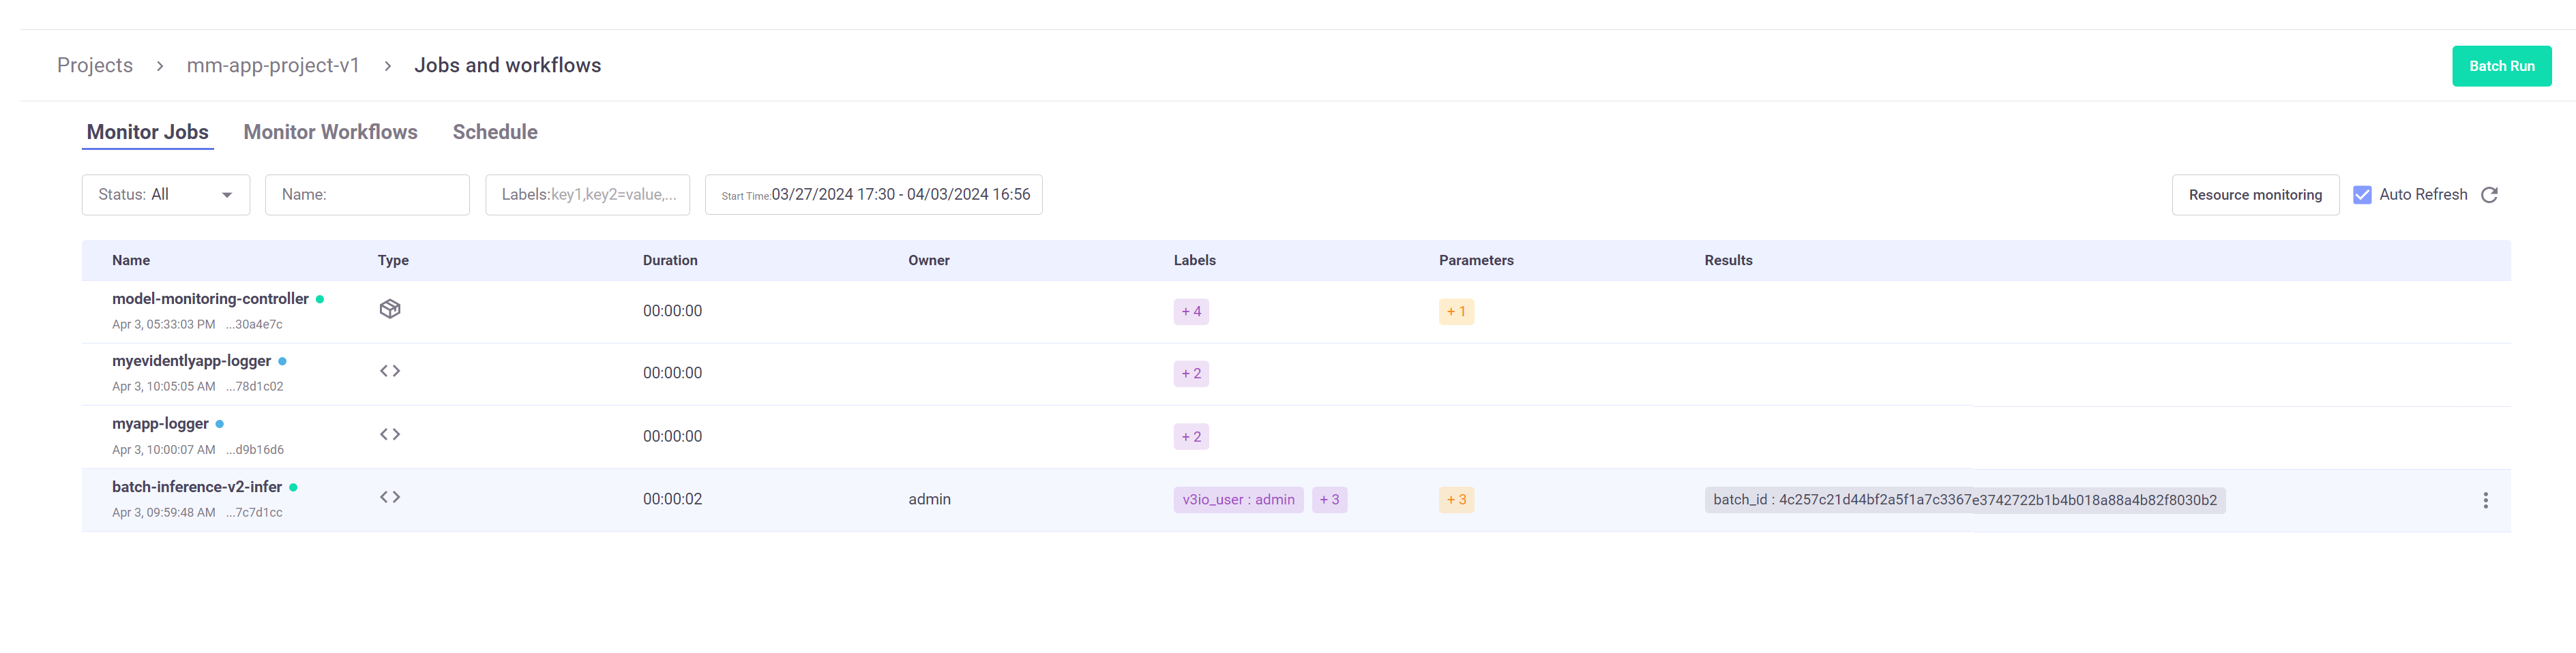 Projects > mm-app-project-v1 > Jobs and workflows
Batch Run
Monitor Jobs Monitor Workflows Schedule
Status: All Name: Labels:key1,key2=value,... Start Time:03/27/2024 17:30 - 04/03/2024 16:56 Resource monitoring Auto Refresh
Name Type Duration Owner Labels Parameters Results
model-monitoring-controller
Apr 3, 05:33:03 PM ...30a4e7c
00:00:00 + 4 + 1
myevidentlyapp-logger
Apr 3, 10:05:05 AM ...78d1c02
00:00:00 + 2
myapp-logger
Apr 3, 10:00:07 AM ...d9b16d6
00:00:00 + 2
batch-inference-v2-infer
Apr 3, 09:59:48 AM ...7c7d1cc
00:00:02 admin v3io_user : admin + 3 + 3 batch_id : 4c257c21d44bf2a5f1a7c3367e3742722b1b4b018a88a4b82f8030b2